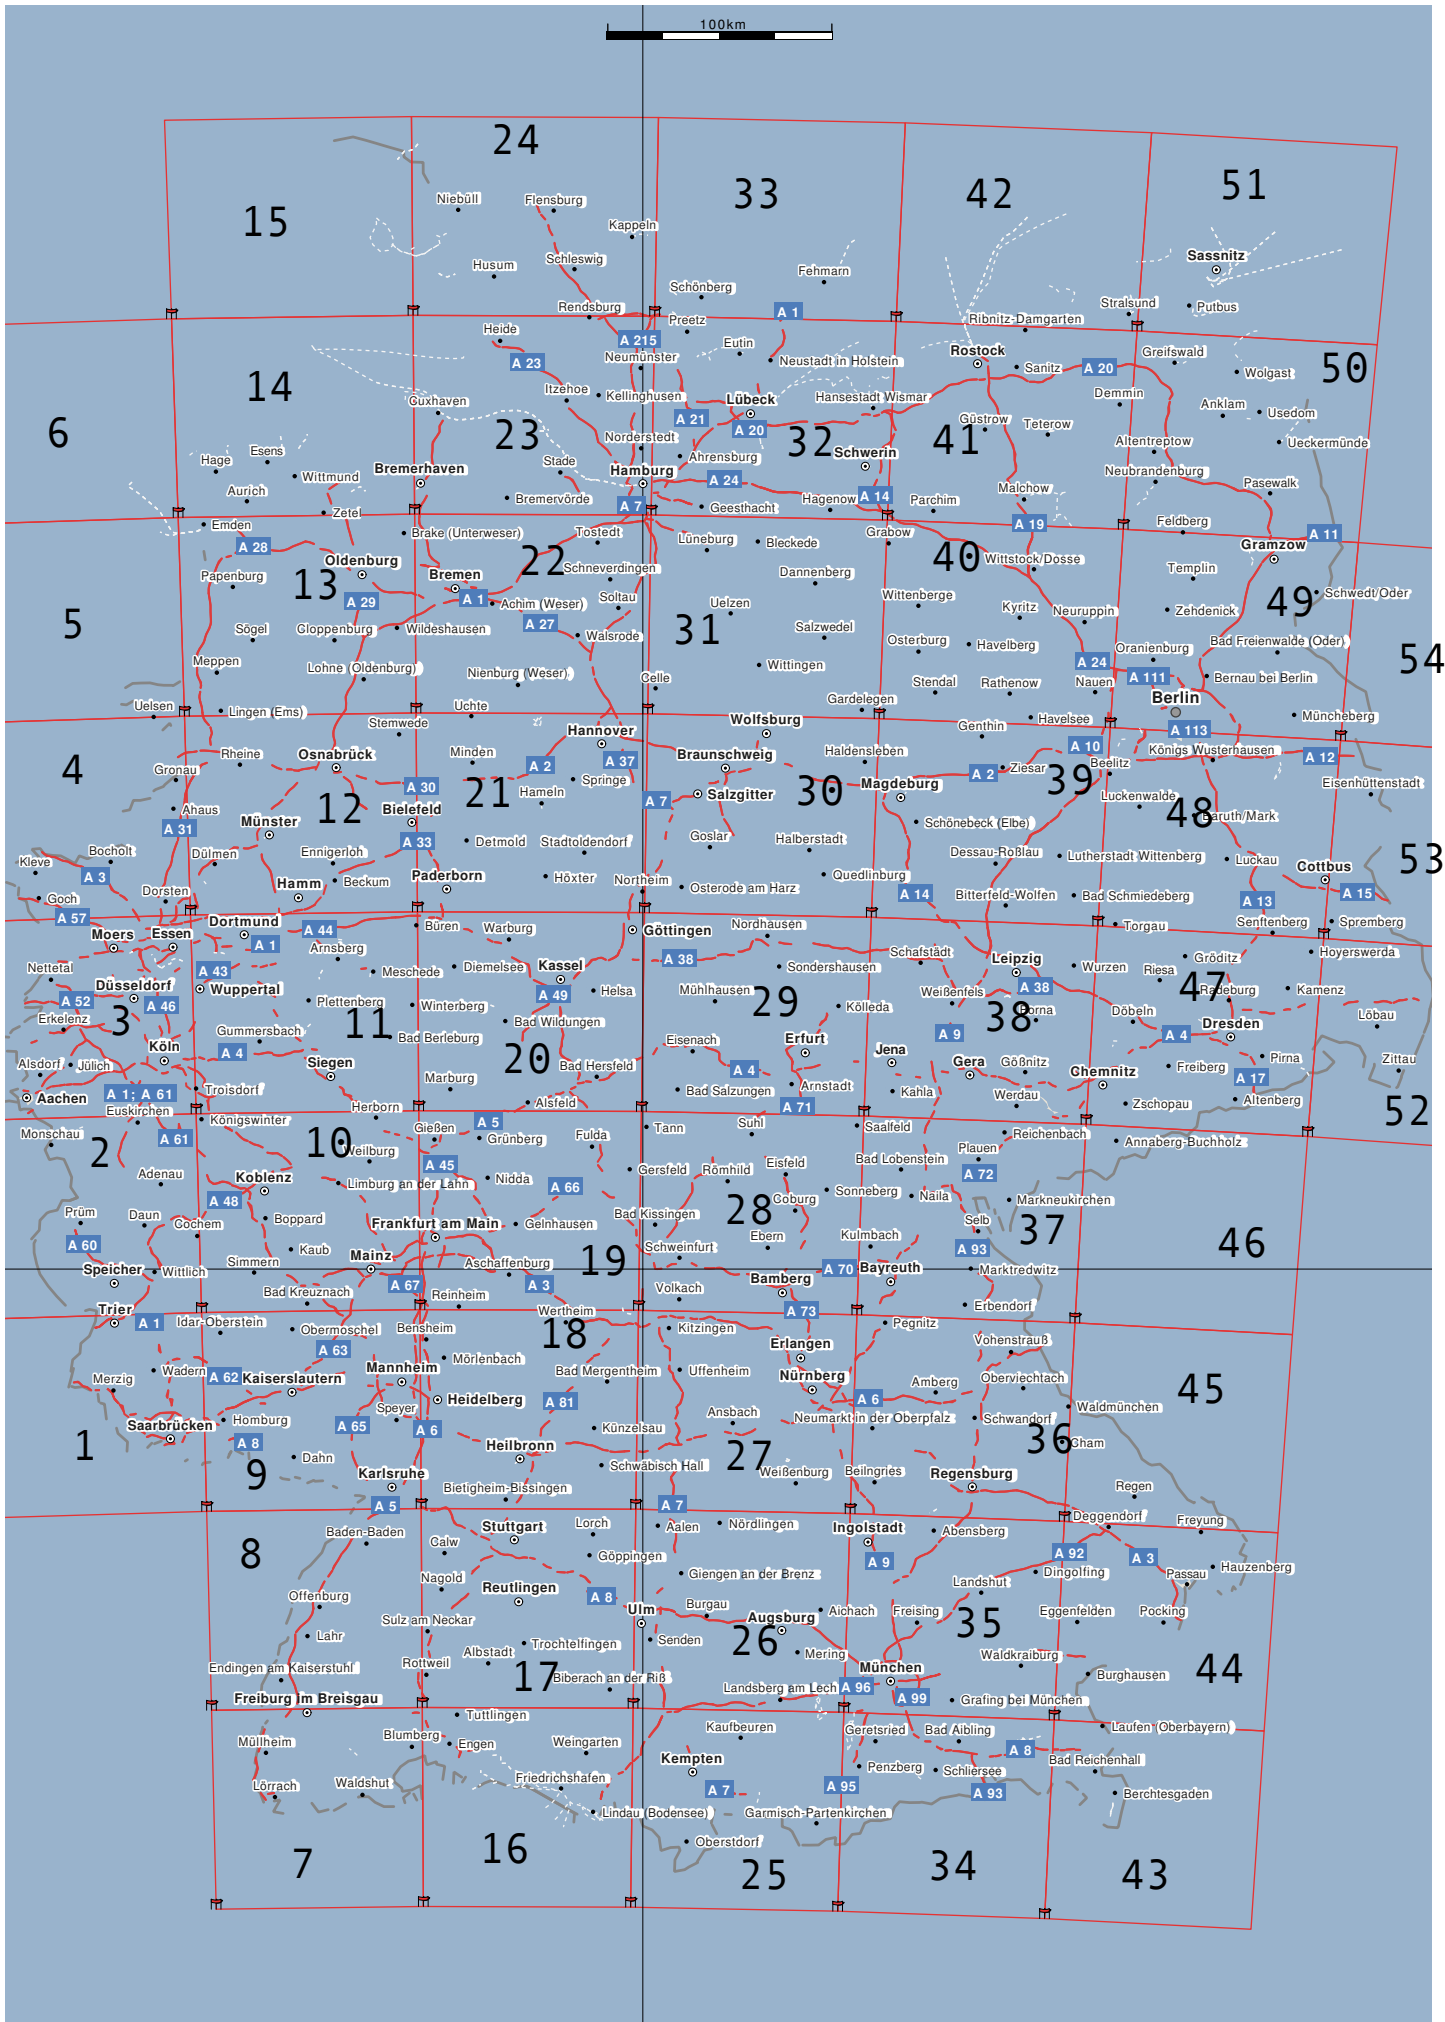 100km
24
33
42
51
15
Niebüll
Flensburg
Kappeln
Husum
Schleswig
Fehmarn
Sassnitz
Schönberg
Rendsburg
Preetz
A 1
Ribnitz-Damgarten
Stralsund
Putbus
Heide
A 215
A 23
Neumünster
Eutin
Neustadt in Holstein
Rostock
Sanitz
A 20
Greifswald
50
Wolgast
14
Itzehoe
Kellinghusen
Cuxhaven
Lübeck
Hansestadt Wismar
Demmin
Anklam
Usedom
6
23
A 21
A 20
32
41
Güstrow
Teterow
Norderstedt
Altentreptow
Ueckermünde
Hage
Esens
Wittmund
Bremerhaven
Stade
Hamburg
Ahrensburg
Schwerin
Neubrandenburg
Aurich
Bremervörde
A 24
A 14
Hagenow
Parchim
Malchow
Pasewalk
Zetel
A 7
Geesthacht
Emden
Brake (Unterweser)
Tostedt
Grabow
A 19
Feldberg
A 11
A 28
Oldenburg
22
Lüneburg
Bleckede
40
Wittstock/Dosse
Gramzow
Papenburg
13
Bremen
Schneverdingen
Dannenberg
Templin
A 29
A 1
Achim (Weser)
Soltau
Uelzen
Wittenberge
Kyritz
Neuruppin
Zehdenick
49
Schwedt/Oder
5
Sögel
Cloppenburg
Wildeshausen
A 27
Walsrode
31
Salzwedel
Osterburg
Havelberg
Oranienburg
Bad Freienwalde (Oder)
54
Meppen
Lohne (Oldenburg)
Nienburg (Weser)
Celle
Wittingen
Stendal
Rathenow
A 24
Nauen
A 111
Bernau bei Berlin
Uelsen
Lingen (Ems)
Uchte
Gardelegen
Berlin
Müncheberg
Stemwede
Hannover
Wolfsburg
Genthin
Havelsee
A 113
4
Rheine
Osnabrück
Minden
A 2
A 37
Braunschweig
Haldensleben
A 10
Königs Wusterhausen
A 12
Gronau
A 30
21
Springe
Hameln
Salzgitter
30
Magdeburg
A 2
Ziesar
39
Beelitz
Eisenhüttenstadt
Ahaus
12
Bielefeld
A 7
Luckenwalde
A 31
Münster
A 33
Detmold
Stadtoldendorf
Goslar
Halberstadt
Schönebeck (Elbe)
48
Baruth/Mark
Kleve
Bocholt
Dülmen
Ennigerloh
Dessau-Roßlau
Lutherstadt Wittenberg
Luckau
Cottbus
53
A 3
Goch
Dorsten
Hamm
Beckum
Paderborn
Höxter
Northeim
Osterode am Harz
Quedlinburg
A 14
Bitterfeld-Wolfen
Bad Schmiedeberg
A 13
A 15
A 57
Moers
Essen
Dortmund
A 1
A 44
Arnsberg
Büren
Warburg
Göttingen
Nordhausen
Torgau
Senftenberg
Spremberg
Nettetal
A 43
Meschede
Diemelsee
Kassel
A 38
Sondershausen
Schafstädt
Leipzig
Wurzen
Riesa
Gröditz
Hoyerswerda
A 52
Düsseldorf
A 46
Wuppertal
Plettenberg
Winterberg
A 49
Helsa
Mühlhausen
29
Kölleda
Weißenfels
A 38
47
Radeburg
Kamenz
3
Erkelenz
Gummersbach
11
Bad Berleburg
Bad Wildungen
38
Borna
Döbeln
Löbau
Köln
A 4
Siegen
20
Bad Hersfeld
Eisenach
Erfurt
Jena
A 9
A 4
Dresden
Alsdorf
Jülich
Troisdorf
Marburg
A 4
Arnstadt
Kahla
Gera
Gößnitz
Chemnitz
Freiberg
Pirna
Zittau
Aachen
A 1; A 61
Herborn
Alsfeld
Bad Salzungen
A 71
Werdau
Zschopau
A 17
Altenberg
Euskirchen
Königswinter
A 5
52
Monschau
A 61
10
Gießen
Grünberg
Fulda
Tann
Suhl
Saalfeld
Reichenbach
Annaberg-Buchholz
2
Weilburg
A 45
Gersfeld
Römhild
Eisfeld
Bad Lobenstein
Plauen
A 72
Adenau
Koblenz
Limburg an der Lahn
Nidda
A 66
Coburg
Sonneberg
Naila
Markneukirchen
A 48
Prüm
Daun
Cochem
Boppard
Frankfurt am Main
Gelnhausen
Bad Kissingen
28
Selb
37
A 60
Kaub
19
Schweinfurt
Ebern
Kulmbach
A 93
46
Speicher
Wittlich
Simmern
Mainz
Aschaffenburg
Bamberg
A 70
Bayreuth
Marktredwitz
Bad Kreuznach
A 67
A 3
Reinheim
Volkach
Trier
A 1
Idar-Oberstein
Obermoschel
Bensheim
Wertheim
18
Kitzingen
A 73
Pegnitz
Erbendorf
A 63
Mörlenbach
Erlangen
Vohenstrauß
Merzig
Wadern
A 62
Kaiserslautern
Mannheim
Bad Mergentheim
Uffenheim
Nürnberg
Amberg
Oberviechtach
45
Heidelberg
A 81
A 6
Waldmünchen
Saarbrücken
Homburg
Speyer
A 65
A 6
Künzelsau
Ansbach
Neumarkt in der Oberpfalz
Schwandorf
36
Cham
1
A 8
9
Dahn
Heilbronn
Schwäbisch Hall
27
Weißenburg
Beilngries
Regensburg
Karlsruhe
Bietigheim-Bissingen
Regen
A 5
A 7
Deggendorf
8
Baden-Baden
Stuttgart
Lorch
Aalen
Nördlingen
Ingolstadt
Abensberg
Freyung
Calw
Göppingen
A 9
A 92
A 3
Hauzenberg
Nagold
Reutlingen
A 8
Giengen an der Brenz
Landshut
Dingolfing
Passau
Offenburg
Sulz am Neckar
Ulm
Burgau
Augsburg
Aichach
Freising
35
Eggenfelden
Pocking
Lahr
Trochtelfingen
Senden
26
Mering
Waldkraiburg
Endingen am Kaiserstuhl
Rottweil
Albstadt
17
Biberach an der Riß
München
Burghausen
44
Freiburg im Breisgau
Landsberg am Lech
A 96
A 99
Grafing bei München
Tuttlingen
Müllheim
Blumberg
Engen
Weingarten
Kaufbeuren
Geretsried
Bad Aibling
A 8
Laufen (Oberbayern)
Lörrach
Waldshut
Friedrichshafen
Kempten
A 7
A 95
Penzberg
Schliersee
A 93
Bad Reichenhall
Berchtesgaden
Lindau (Bodensee)
Garmisch-Partenkirchen
Oberstdorf
7
16
25
34
43